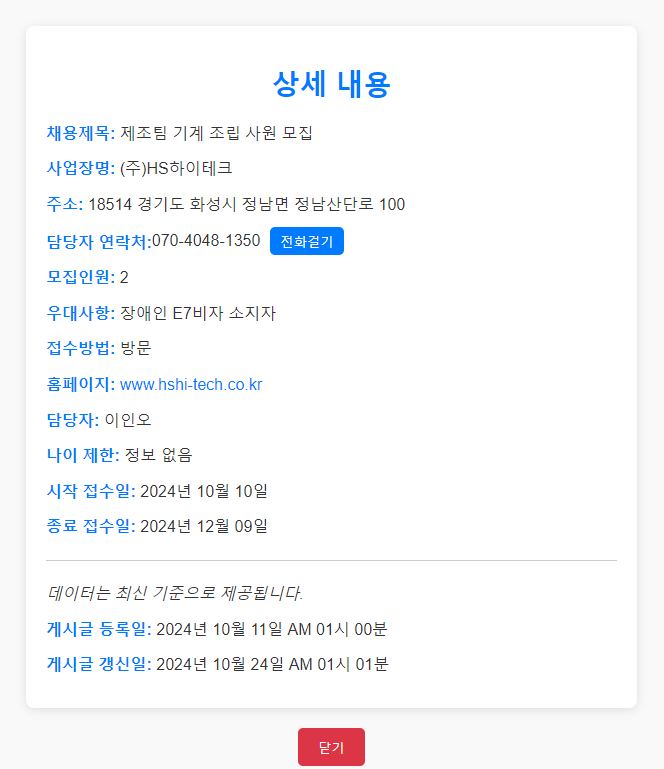 상세 내용
채용제목: 제조팀 기계 조립 사원 모집
사업장명: (주)HS하이테크
주소: 18514 경기도 화성시 정남면 정남산단로 100
담당자 연락처:070-4048-1350 전화걸기
모집인원: 2
우대사항: 장애인 E7비자 소지자
접수방법: 방문
홈페이지: www.hshi-tech.co.kr
담당자: 이인오
나이 제한: 정보 없음
시작 접수일: 2024년 10월 10일
종료 접수일: 2024년 12월 09일
데이터는 최신 기준으로 제공됩니다.
게시글 등록일: 2024년 10월 11일 AM 01시 00분
게시글 갱신일: 2024년 10월 24일 AM 01시 01분
닫기